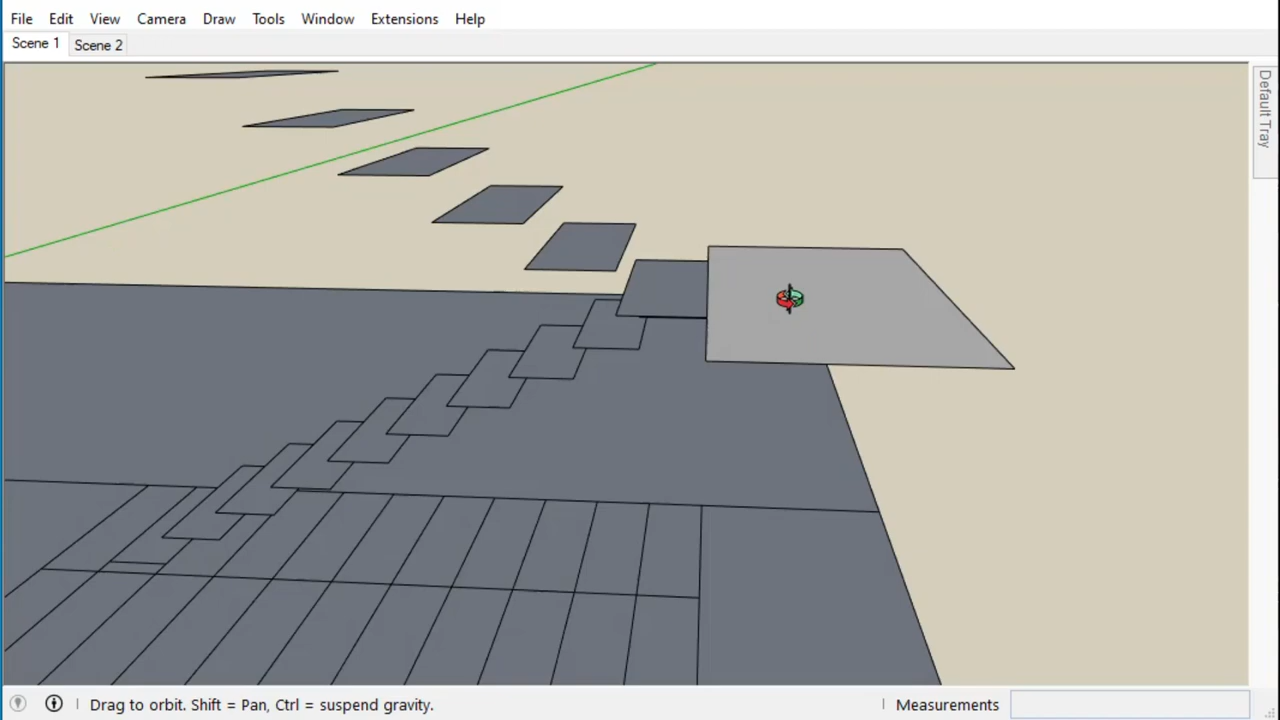 File Edit View Camera Draw Tools Window Extensions Help
Scene 1 Scene 2
Default Tray
Drag to orbit. Shift = Pan, Ctrl = suspend gravity. Measurements